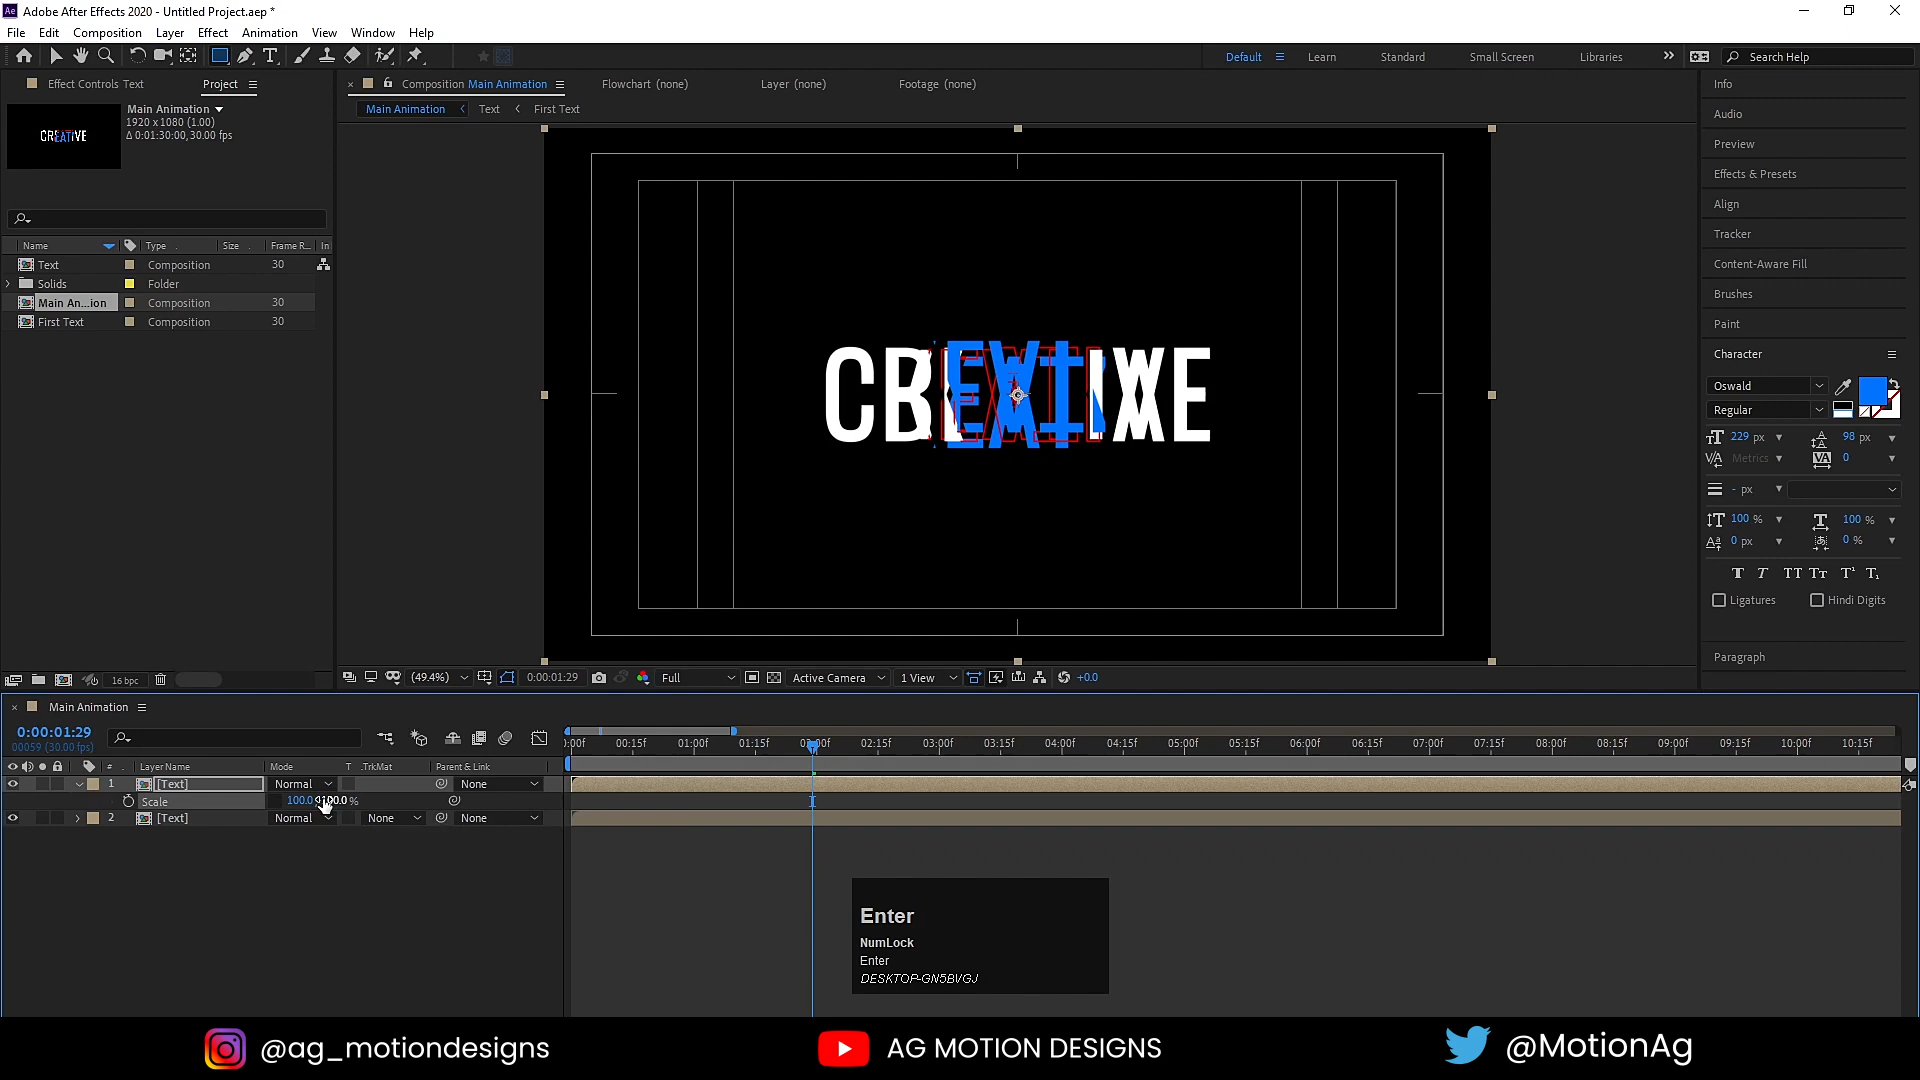 Adobe After Effects 2020 - Untitled Project.aep *
File Edit Composition Layer Effect Animation View Window Help
Default Learn Standard Small Screen Libraries Search Help
Effect Controls Text Project
Composition Main Animation Flowchart (none) Layer (none) Footage (none)
Main Animation Text First Text
Main Animation
1920 x 1080 (1.00)
Δ 0:01:30:00, 30.00 fps
Name Type Size Frame R... In
Text Composition 30
Solids Folder
Main An...ion Composition 30
First Text Composition 30
16 bpc
(49.4%) 0:00:01:29 Full Active Camera 1 View +0.0
Info
Audio
Preview
Effects & Presets
Align
Tracker
Content-Aware Fill
Brushes
Paint
Character
Oswald
Regular
229 px 98 px
Metrics 0
- px
100 % 100 %
0 px 0 %
Ligatures Hindi Digits
Paragraph
Main Animation
0:00:01:29
00059 (30.00 fps)
:00f 00:15f 01:00f 01:15f 02:00f 02:15f 03:00f 03:15f 04:00f 04:15f 05:00f 05:15f 06:00f 06:15f 07:00f 07:15f 08:00f 08:15f 09:00f 09:15f 10:00f 10:15f
# Layer Name Mode T .TrkMat Parent & Link
1 [Text] Normal None
Scale 100.0 %
2 [Text] Normal None None
Enter
NumLock
Enter
DESKTOP-GN5BVGJ
@ag_motiondesigns AG MOTION DESIGNS @MotionAg